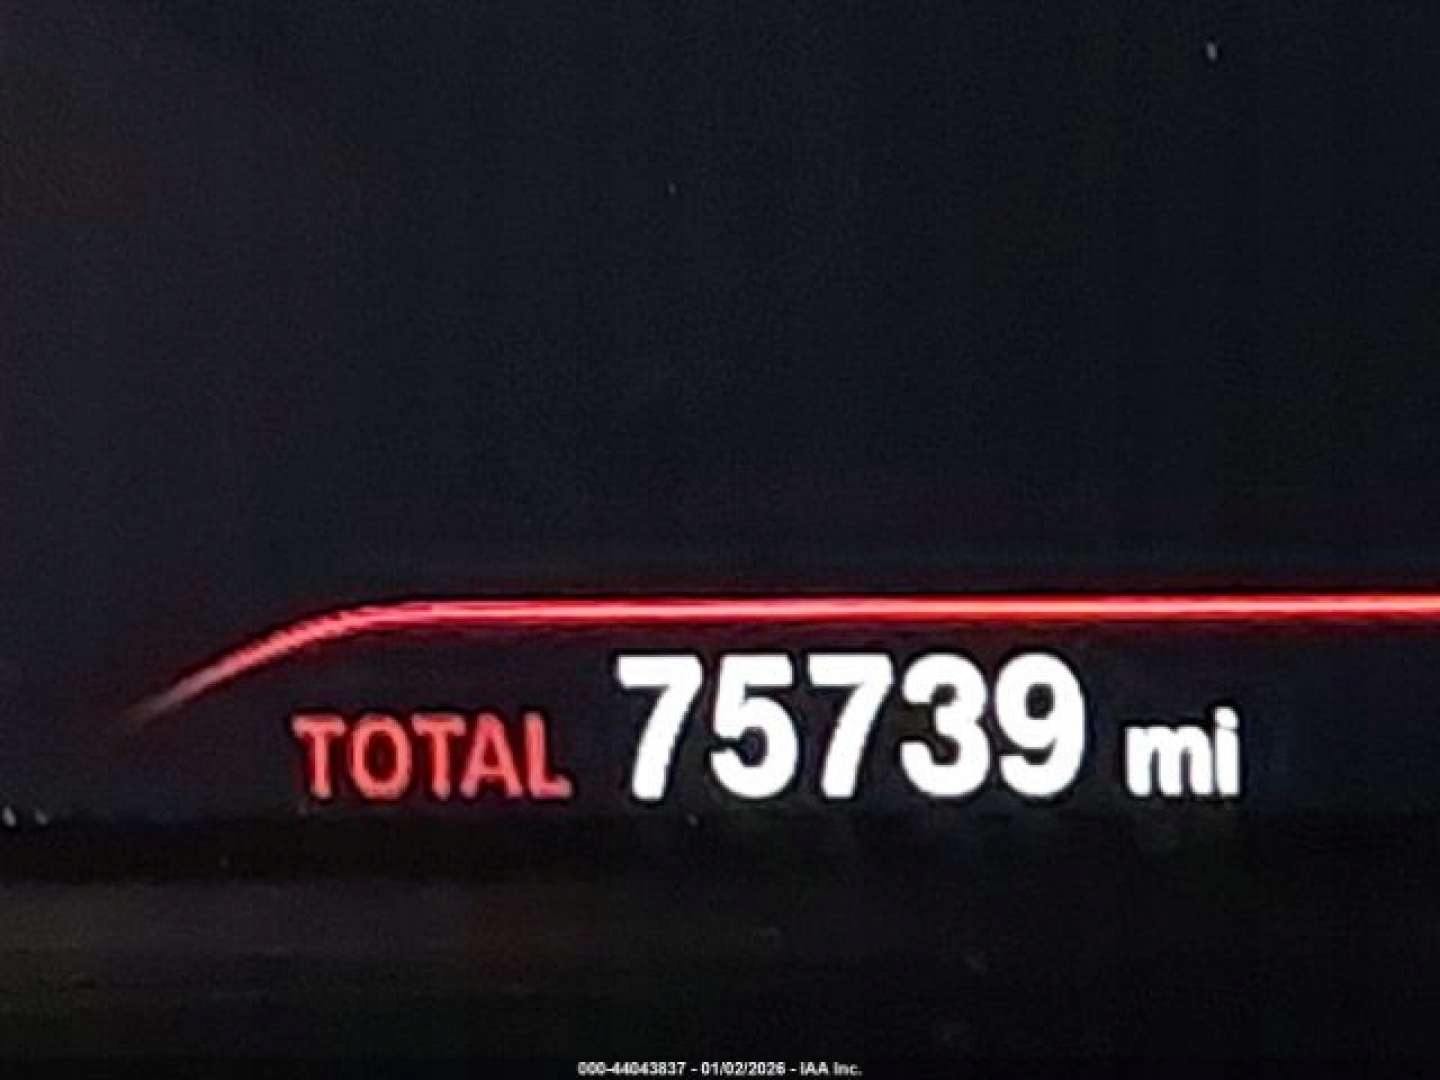 TOTAL 75739 mi
000-44043837 - 01/02/2026 - IAA Inc.